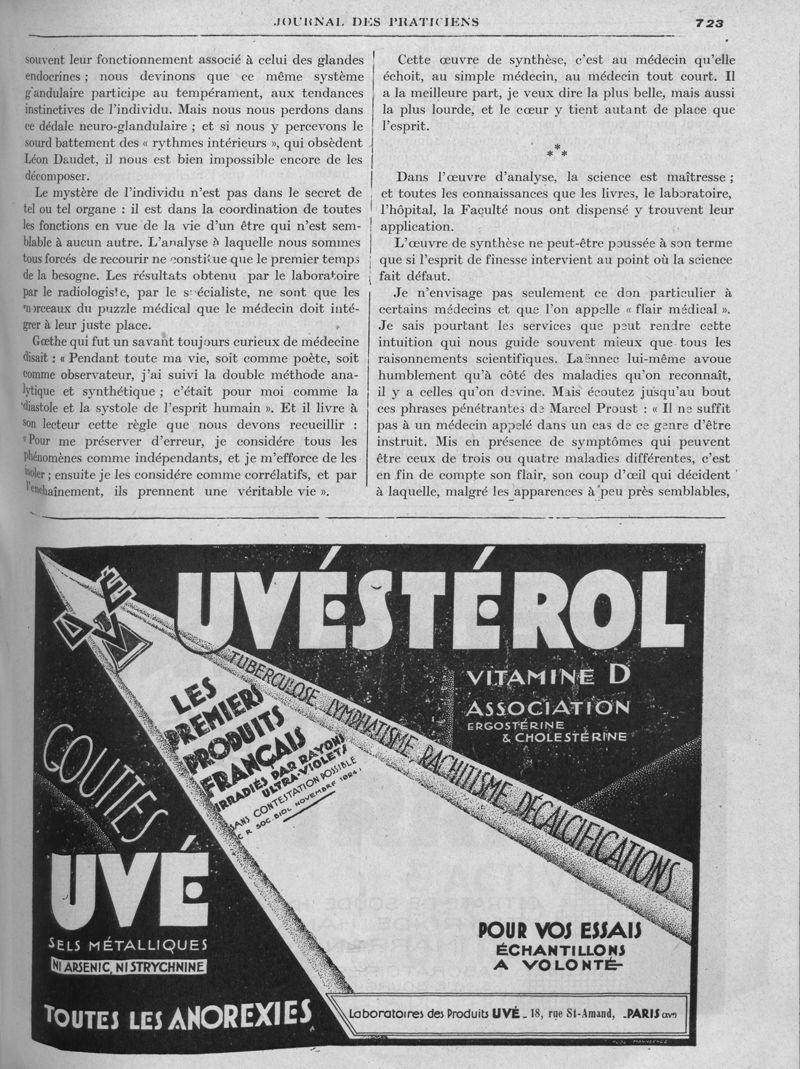 JOURNAL DES PRATICIENS 723
souvent leur fonctionnement associé à celui des glandes
endocrines ; nous devinons que ce même système
glandulaire participe au tempérament, aux tendances
instinctives de l'individu. Mais nous nous perdons dans
ce dédale neuro-glandulaire ; et si nous y percevons le
sourd battement des « rythmes intérieurs », qui obsèdent
Léon Daudet, il nous est bien impossible encore de les
décomposer.
Le mystère de l'individu n'est pas dans le secret de
tel ou tel organe : il est dans la coordination de toutes
les fonctions en vue de la vie d'un être qui n'est sem-
blable à aucun autre. L'analyse à laquelle nous sommes
tous forcés de recourir ne constitue que le premier temps
de la besogne. Les résultats obtenu par le laboratoire
par le radiologiste, par le spécialiste, ne sont que les
morceaux du puzzle médical que le médecin doit inté-
grer à leur juste place.
Gœthe qui fut un savant toujours curieux de médecine
disait : « Pendant toute ma vie, soit comme poète, soit
comme observateur, j'ai suivi la double méthode ana-
lytique et synthétique ; c'était pour moi comme la
diastole et la systole de l'esprit humain ». Et il livre à
son lecteur cette règle que nous devons recueillir :
« Pour me préserver d'erreur, je considére tous les
phénomènes comme indépendants, et je m'efforce de les
isoler ; ensuite je les considére comme corrélatifs, et par
l'enchaînement, ils prennent une véritable vie ».
Cette œuvre de synthèse, c'est au médecin qu'elle
échoit, au simple médecin, au médecin tout court. Il
a la meilleure part, je veux dire la plus belle, mais aussi
la plus lourde, et le cœur y tient autant de place que
l'esprit.
*
* *
Dans l'œuvre d'analyse, la science est maîtresse ;
et toutes les connaissances que les livres, le laboratoire,
l'hôpital, la Faculté nous ont dispensé y trouvent leur
application.
L'œuvre de synthèse ne peut-être poussée à son terme
que si l'esprit de finesse intervient au point où la science
fait défaut.
Je n'envisage pas seulement ce don particulier à
certains médecins et que l'on appelle « flair médical ».
Je sais pourtant les services que peut rendre cette
intuition qui nous guide souvent mieux que tous les
raisonnements scientifiques. Laënnec lui-même avoue
humblement qu'à côté des maladies qu'on reconnaît,
il y a celles qu'on devine. Mais écoutez jusqu'au bout
ces phrases pénétrantes de Marcel Proust : « Il ne suffit
pas à un médecin appelé dans un cas de ce genre d'être
instruit. Mis en présence de symptômes qui peuvent
être ceux de trois ou quatre maladies différentes, c'est
en fin de compte son flair, son coup d'œil qui décident
à laquelle, malgré les apparences à peu près semblables,
UVÉ
UVÉSTÉROL
VITAMINE D
ASSOCIATION
ERGOSTÉRINE
& CHOLESTÉRINE
TUBERCULOSE, LYMPHATISME, RACHITISME, DÉCALCIFICATIONS
LES
PREMIERS
PRODUITS
FRANÇAIS
IRRADIÉS PAR RAYONS
ULTRA-VIOLETS
SANS CONTESTATION POSSIBLE
C. R. SOC. BIOL NOVEMBRE 1924
GOUTTES
UVÉ
SELS MÉTALLIQUES
NI ARSENIC, NI STRYCHNINE
TOUTES LES ANOREXIES
POUR VOS ESSAIS
ÉCHANTILLONS
A VOLONTÉ
Laboratoires des Produits UVÉ - 18, rue St-Amand, - PARIS (XVe)